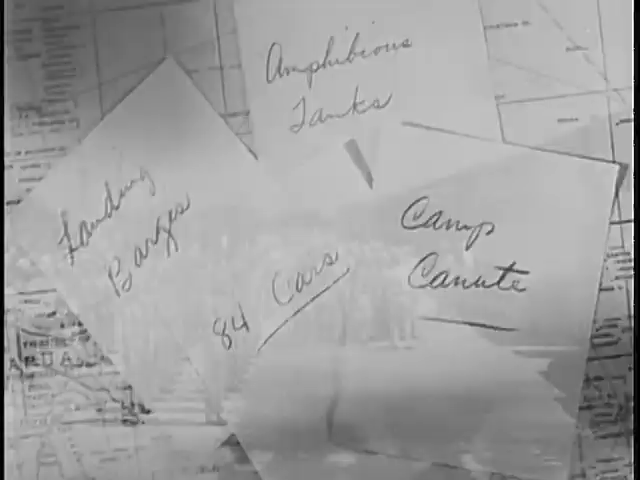 Amphibious
Tanks
Landing
Barges
84 Cars
Camp
Canute